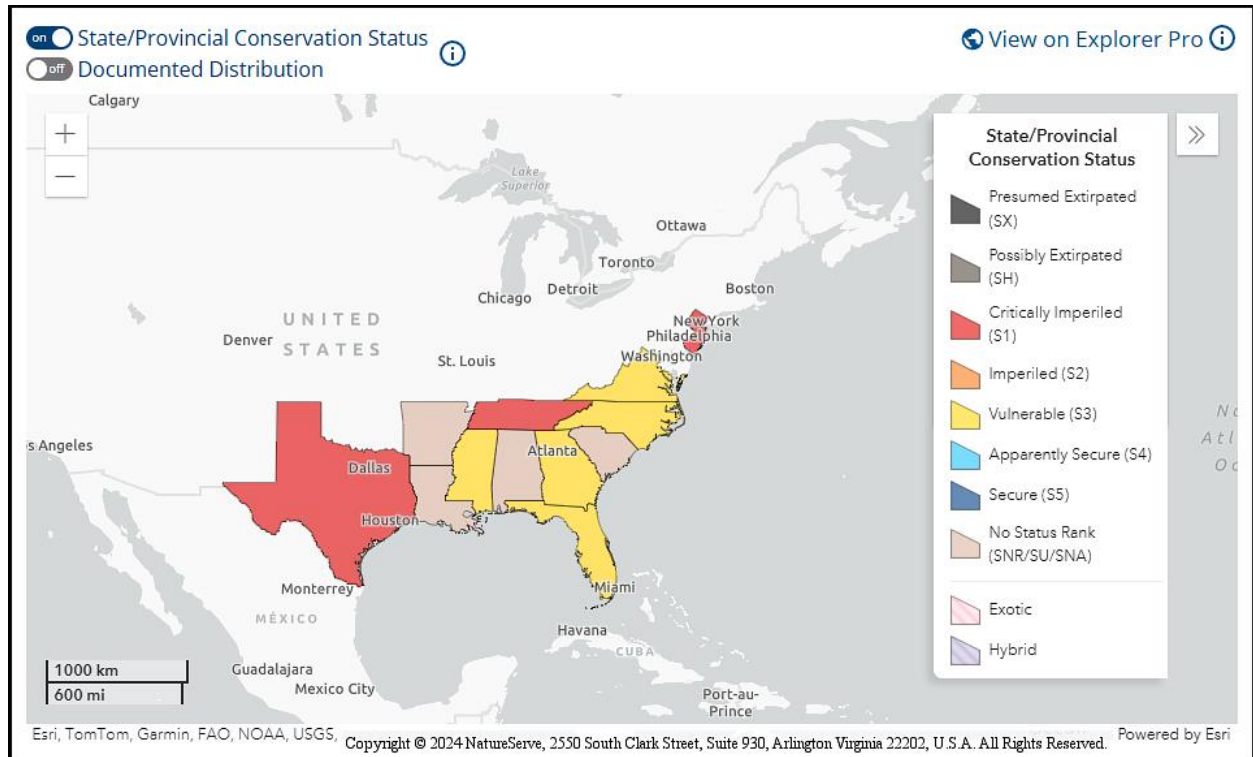 on State/Provincial Conservation Status
off Documented Distribution
View on Explorer Pro
Calgary
Lake
Superior
Ottawa
Toronto
Boston
Detroit
Chicago
New York
UNITED
STATES
Philadelphia
Denver
Washington
St. Louis
s Angeles
Atlanta
Dallas
Houston
Monterrey
Miami
MÉXICO
Havana
CUBA
Guadalajara
Mexico City
Port-au-
Prince
1000 km
600 mi
State/Provincial
Conservation Status
Presumed Extirpated
(SX)
Possibly Extirpated
(SH)
Critically Imperiled
(S1)
Imperiled (S2)
Vulnerable (S3)
Apparently Secure (S4)
Secure (S5)
No Status Rank
(SNR/SU/SNA)
Exotic
Hybrid
Esri, TomTom, Garmin, FAO, NOAA, USGS,
Copyright © 2024 NatureServe, 2550 South Clark Street, Suite 930, Arlington Virginia 22202, U.S.A. All Rights Reserved.
Powered by Esri